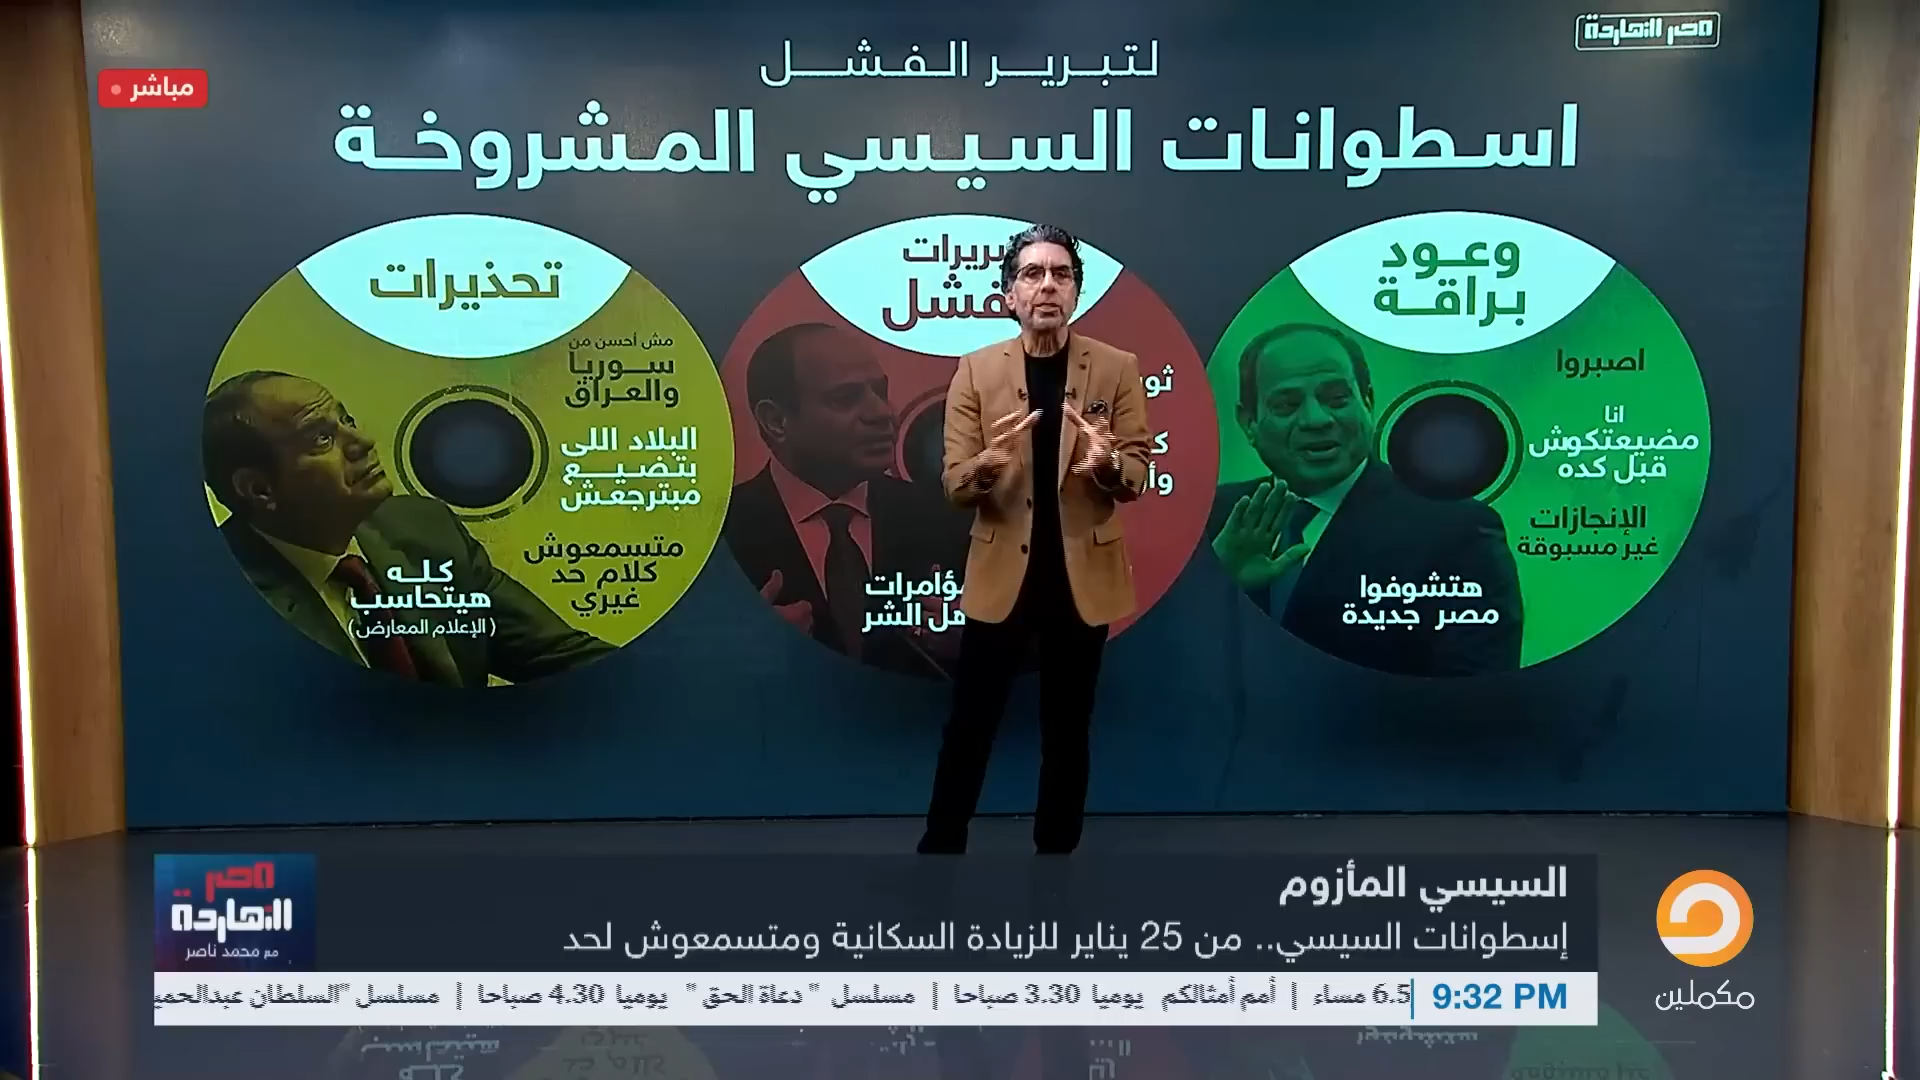 مصر النهاردة
مباشر
لتبرير الفشل
اسطوانات السيسي المشروخة
وعود
براقة
اصبروا
انا
مضيعتكوش
قبل كده
الإنجازات
غير مسبوقة
هتشوفوا
مصر جديدة
تحذيرات
مش أحسن من
سوريا
والعراق
البلاد اللى
بتضيع
مبترجعش
متسمعوش
كلام حد
غيري
كله
هيتحاسب
(الإعلام المعارض)
السيسي المأزوم
إسطوانات السيسي.. من 25 يناير للزيادة السكانية ومتسمعوش لحد
مصر
النهاردة
مع محمد ناصر
9:32 PM
6.5 مساء | أمم أمثالكم يوميا 3.30 صباحا | مسلسل "دعاة الحق" يوميا 4.30 صباحا | مسلسل "السلطان
مكملين